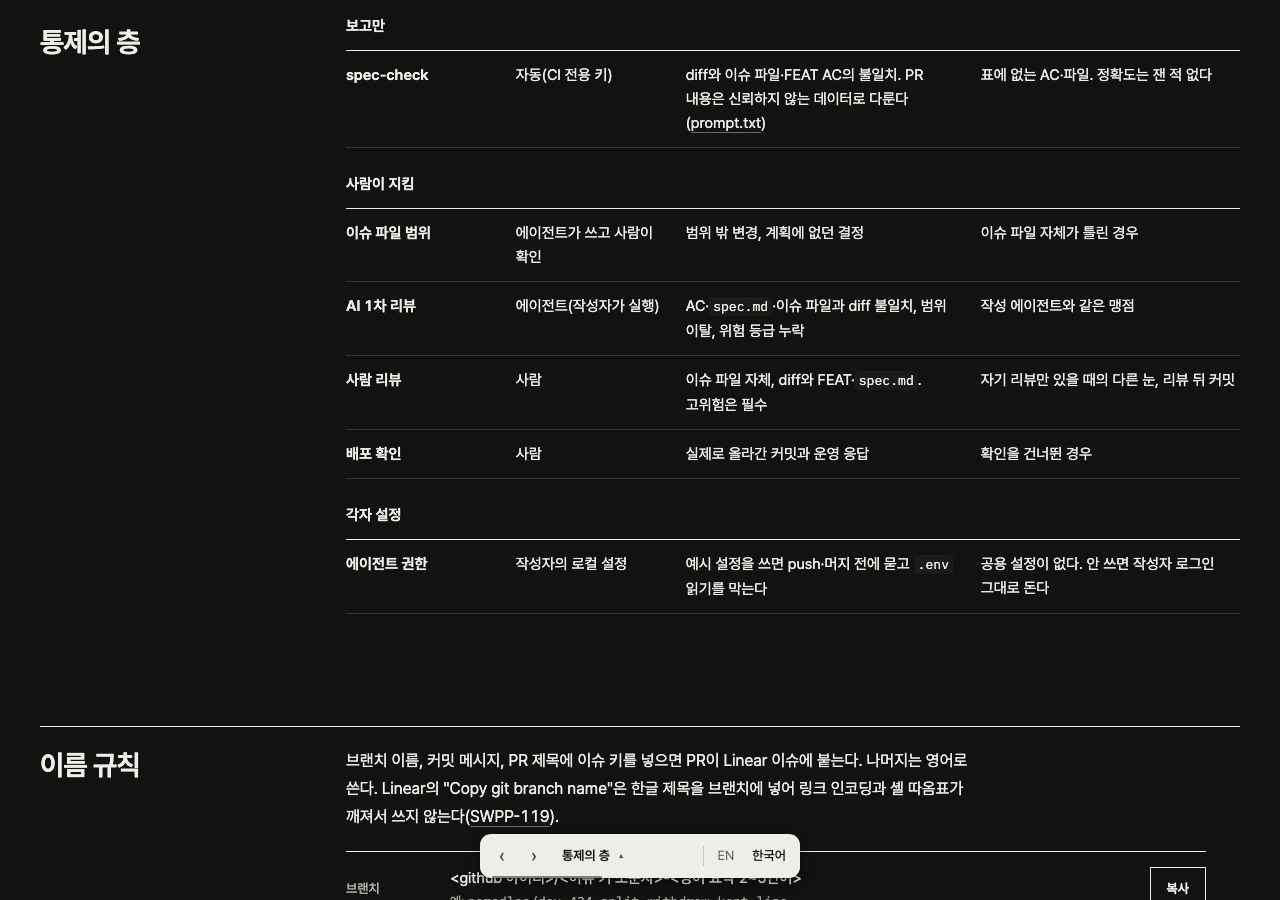 통제의 층
보고만
spec-check
자동(CI 전용 키)
diff와 이슈 파일·FEAT AC의 불일치. PR
내용은 신뢰하지 않는 데이터로 다룬다
(prompt.txt)
표에 없는 AC·파일. 정확도는 잰 적 없다
사람이 지킴
이슈 파일 범위
에이전트가 쓰고 사람이
확인
범위 밖 변경, 계획에 없던 결정
이슈 파일 자체가 틀린 경우
AI 1차 리뷰
에이전트(작성자가 실행)
AC·spec.md·이슈 파일과 diff 불일치, 범위
이탈, 위험 등급 누락
작성 에이전트와 같은 맹점
사람 리뷰
사람
이슈 파일 자체, diff와 FEAT·spec.md.
고위험은 필수
자기 리뷰만 있을 때의 다른 눈, 리뷰 뒤 커밋
배포 확인
사람
실제로 올라간 커밋과 운영 응답
확인을 건너뛴 경우
각자 설정
에이전트 권한
작성자의 로컬 설정
예시 설정을 쓰면 push·머지 전에 묻고 .env
읽기를 막는다
공용 설정이 없다. 안 쓰면 작성자 로그인
그대로 돈다
이름 규칙
브랜치 이름, 커밋 메시지, PR 제목에 이슈 키를 넣으면 PR이 Linear 이슈에 붙는다. 나머지는 영어로
쓴다. Linear의 "Copy git branch name"은 한글 제목을 브랜치에 넣어 링크 인코딩과 셸 따옴표가
깨져서 쓰지 않는다(SWPP-119).
‹ › 통제의 층 ▲ EN 한국어
브랜치
<github
복사